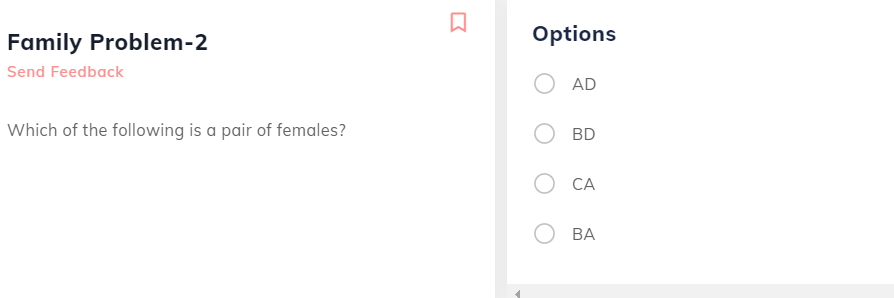 Family Problem-2
Send Feedback
Which of the following is a pair of females?
Options
AD
BD
CA
BA